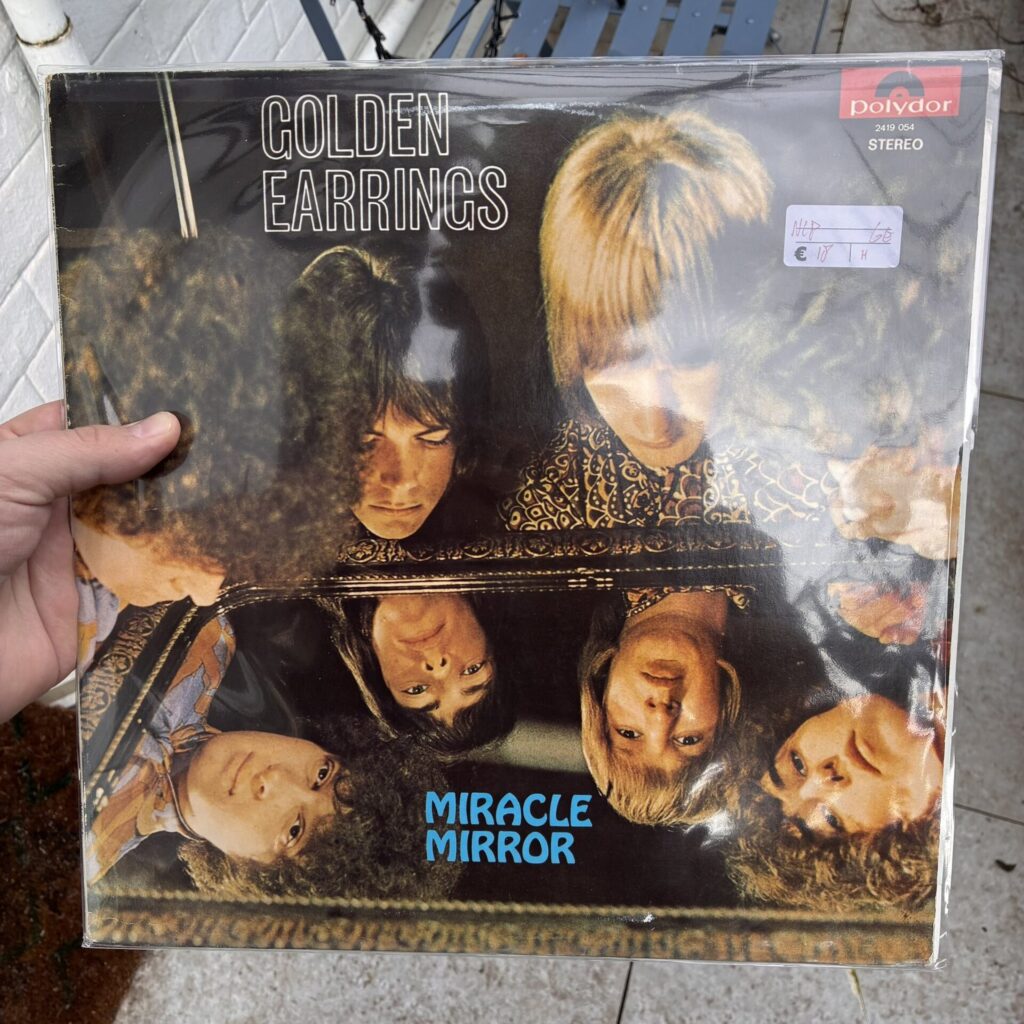 GOLDEN
EARRINGS
polydor
2419 054
STEREO
€ 18 H
MIRACLE
MIRROR